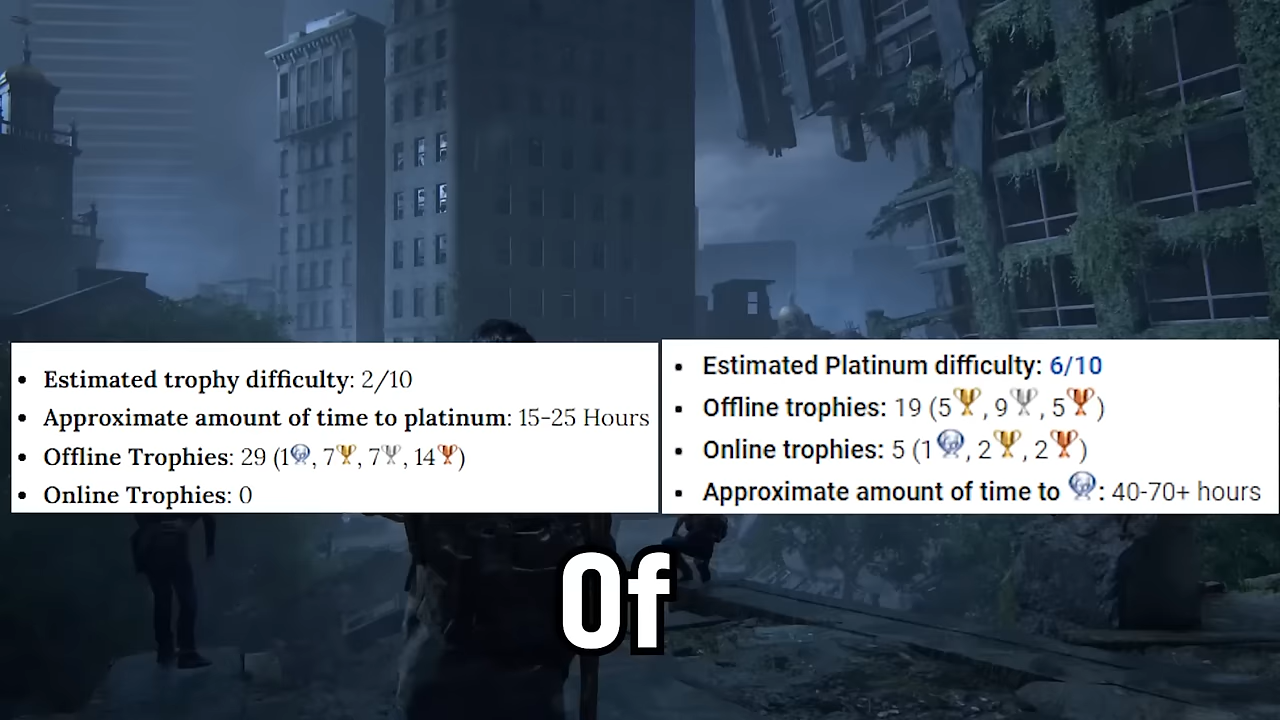 • Estimated trophy difficulty: 2/10
• Approximate amount of time to platinum: 15-25 Hours
• Offline Trophies: 29 (1🏆, 7🏆, 7🏆, 14🏆)
• Online Trophies: 0
• Estimated Platinum difficulty: 6/10
• Offline trophies: 19 (5🏆, 9🏆, 5🏆)
• Online trophies: 5 (1🏆, 2🏆, 2🏆)
• Approximate amount of time to 🏆: 40-70+ hours
Of